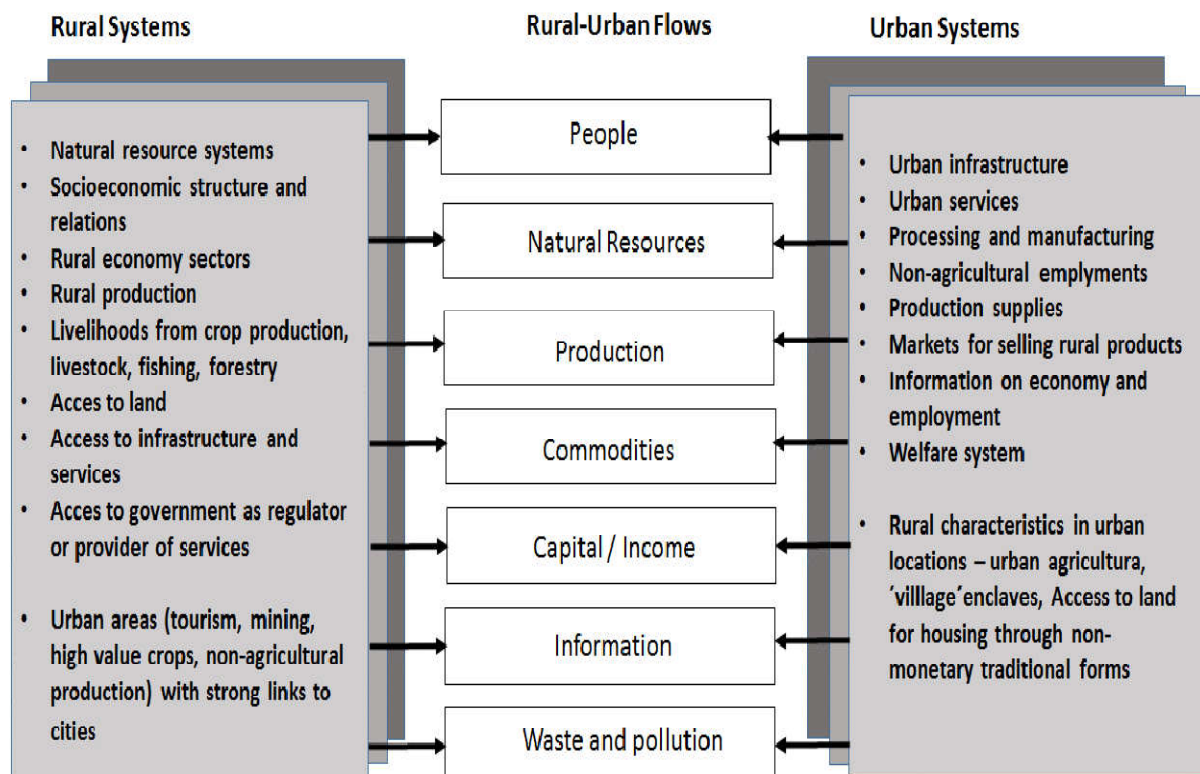 Rural Systems
Rural-Urban Flows
Urban Systems
• Natural resource systems
• Socioeconomic structure and
relations
• Rural economy sectors
• Rural production
• Livelihoods from crop production,
livestock, fishing, forestry
• Acces to land
• Access to infrastructure and
services
• Acces to government as regulator
or provider of services
• Urban areas (tourism, mining,
high value crops, non-agricultural
production) with strong links to
cities
People
Natural Resources
Production
Commodities
Capital / Income
Information
Waste and pollution
• Urban infrastructure
• Urban services
• Processing and manufacturing
• Non-agricultural emplyments
• Production supplies
• Markets for selling rural products
• Information on economy and
employment
• Welfare system
• Rural characteristics in urban
locations – urban agricultura,
´villlage´enclaves, Access to land
for housing through non-
monetary traditional forms